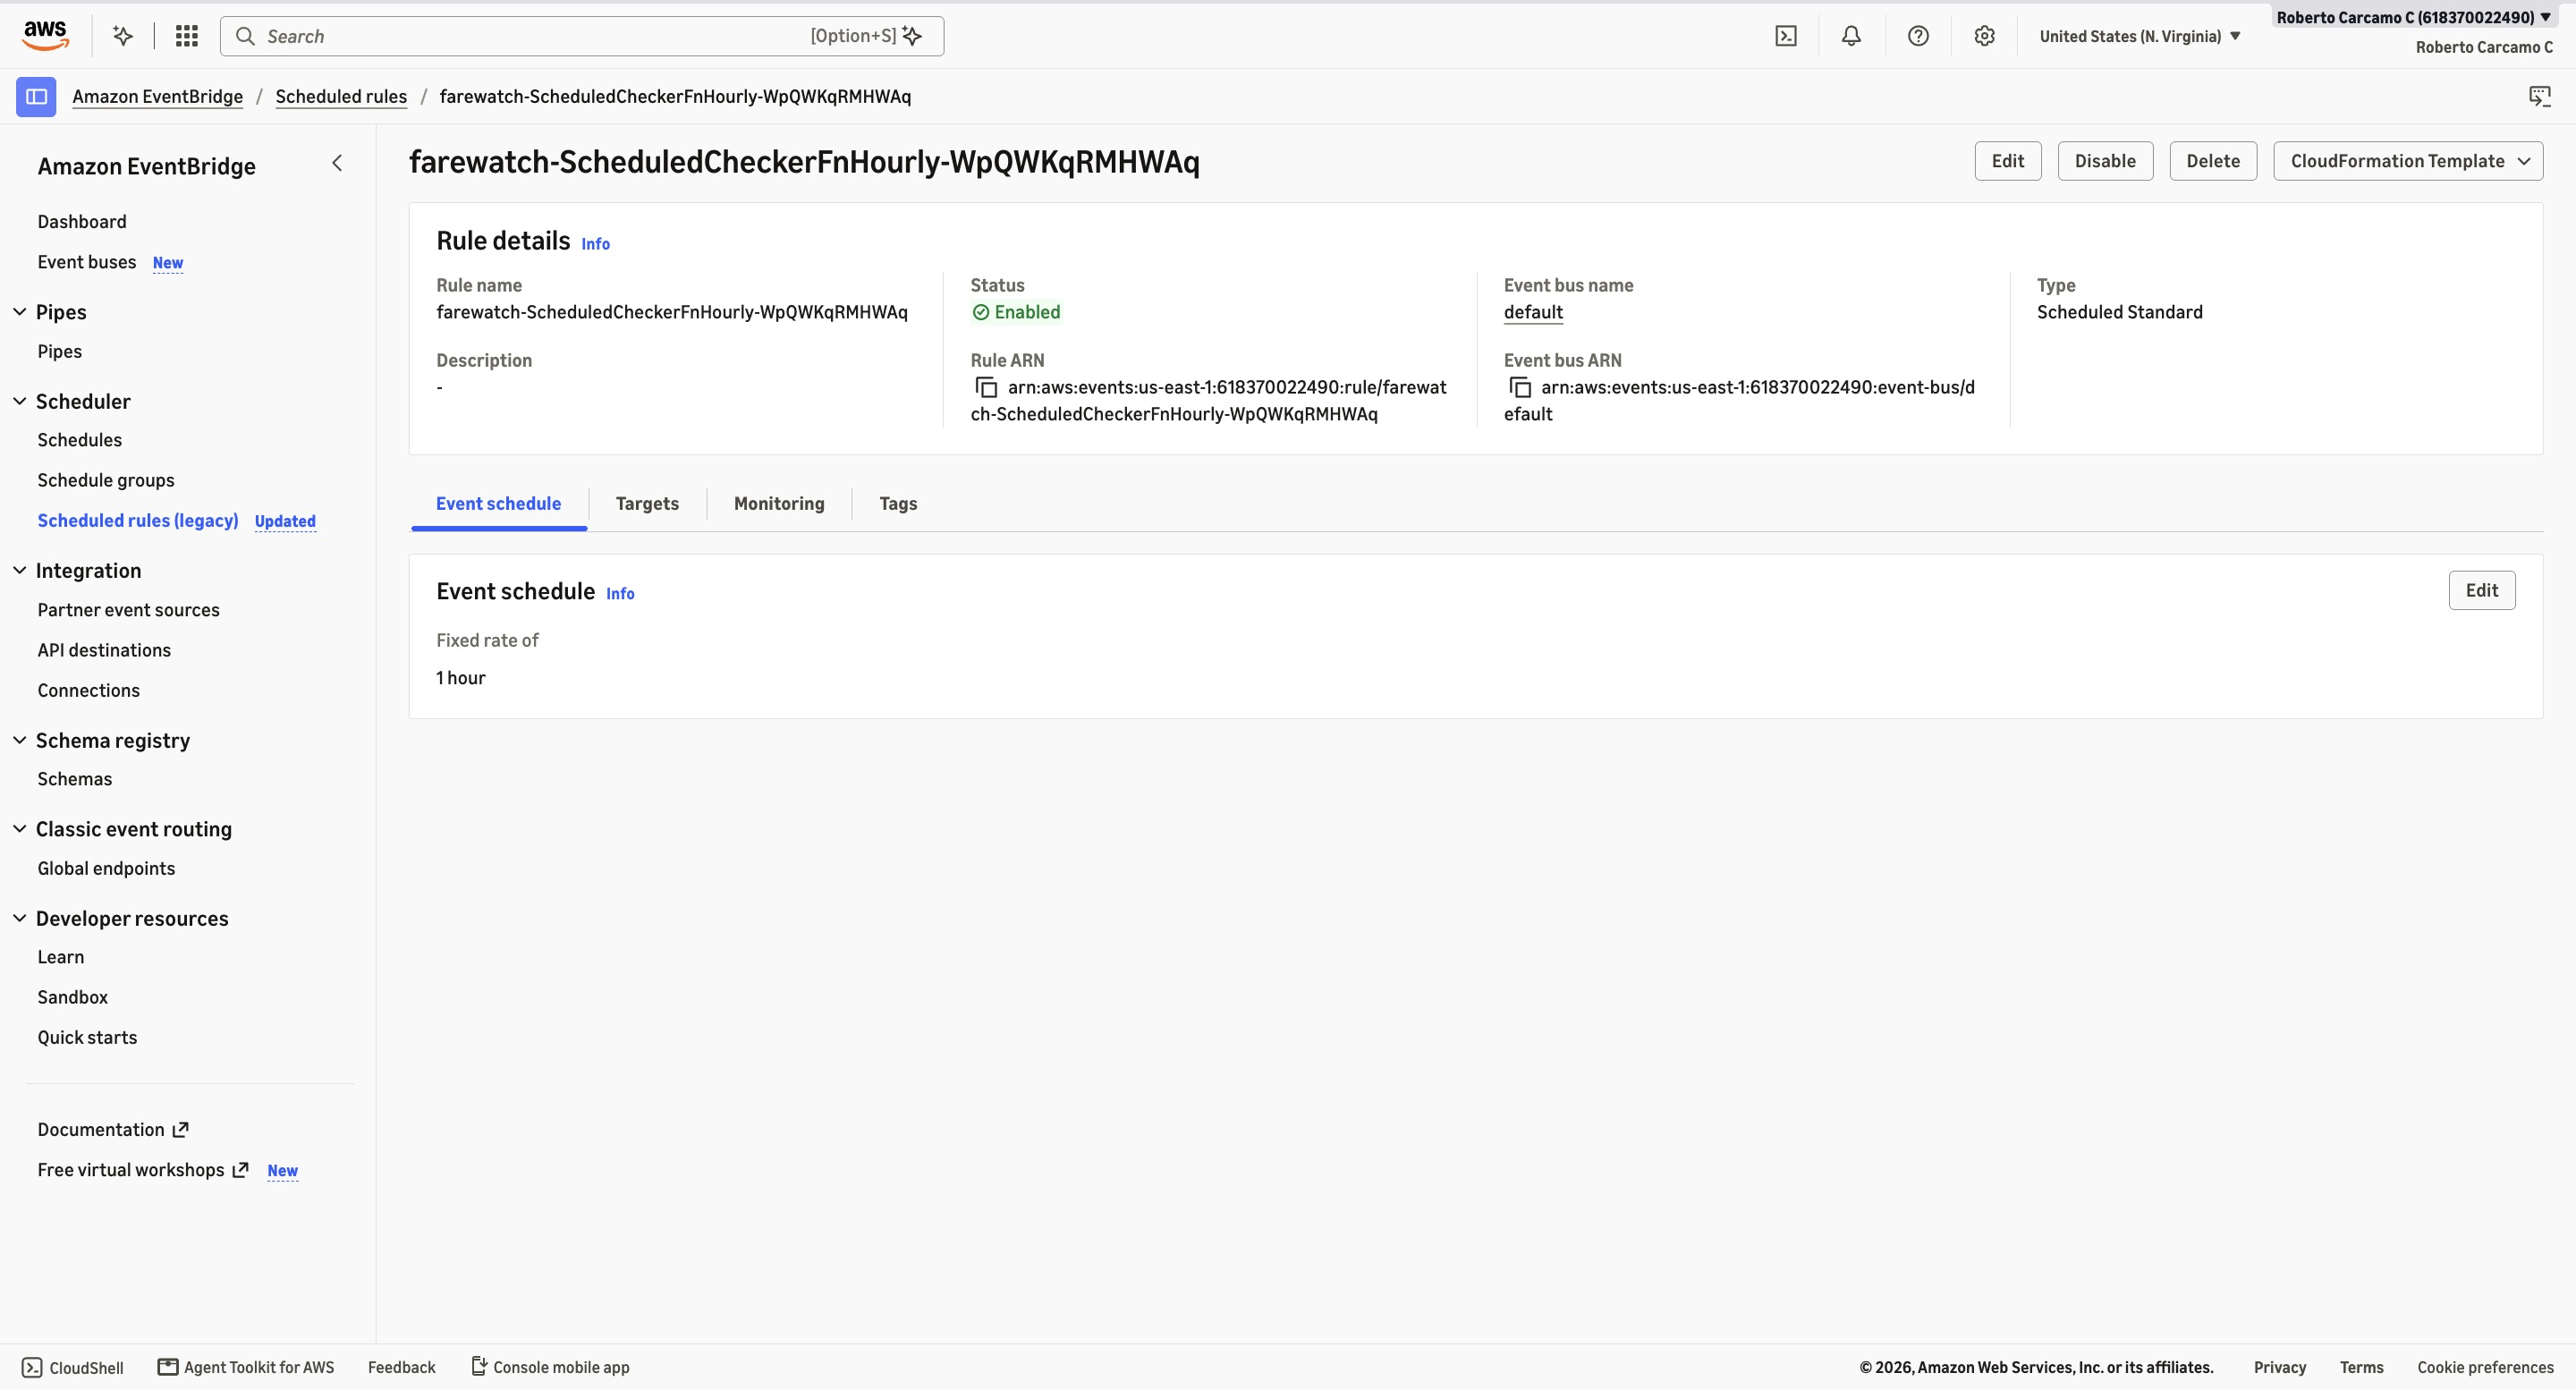 aws
Search
[Option+S]
United States (N. Virginia)
Roberto Carcamo C (618370022490)
Roberto Carcamo C
Amazon EventBridge / Scheduled rules / farewatch-ScheduledCheckerFnHourly-WpQWKqRMHWAq
Amazon EventBridge
Dashboard
Event buses New
Pipes
Pipes
Scheduler
Schedules
Schedule groups
Scheduled rules (legacy) Updated
Integration
Partner event sources
API destinations
Connections
Schema registry
Schemas
Classic event routing
Global endpoints
Developer resources
Learn
Sandbox
Quick starts
Documentation
Free virtual workshops New
farewatch-ScheduledCheckerFnHourly-WpQWKqRMHWAq
Edit
Disable
Delete
CloudFormation Template
Rule details Info
Rule name
farewatch-ScheduledCheckerFnHourly-WpQWKqRMHWAq
Description
-
Status
Enabled
Rule ARN
arn:aws:events:us-east-1:618370022490:rule/farewat
ch-ScheduledCheckerFnHourly-WpQWKqRMHWAq
Event bus name
default
Event bus ARN
arn:aws:events:us-east-1:618370022490:event-bus/d
efault
Type
Scheduled Standard
Event schedule
Targets
Monitoring
Tags
Event schedule Info
Edit
Fixed rate of
1 hour
CloudShell
Agent Toolkit for AWS
Feedback
Console mobile app
© 2026, Amazon Web Services, Inc. or its affiliates.
Privacy
Terms
Cookie preferences